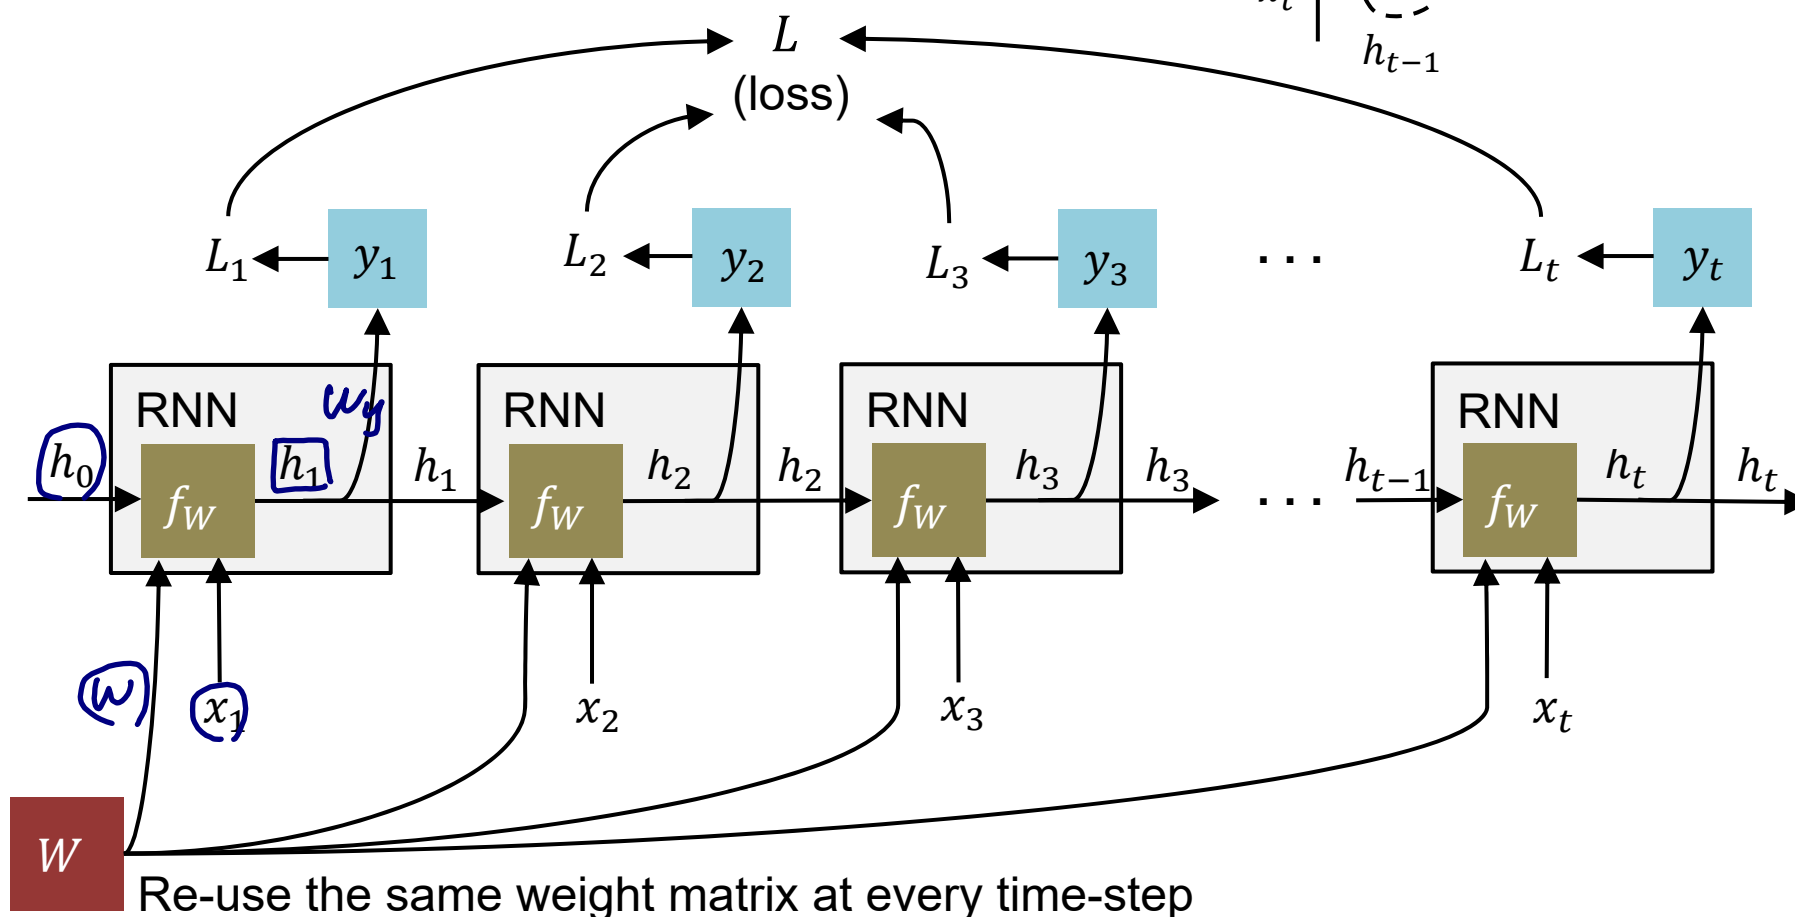 x_t
h_{t-1}
L
(loss)
L_1 y_1 L_2 y_2 L_3 y_3 ... L_t y_t
RNN W_y RNN RNN RNN
h_0 h_1 h_1 h_2 h_2 h_3 h_3 ... h_{t-1} h_t h_t
f_W f_W f_W f_W
W x_1 x_2 x_3 x_t
W
Re-use the same weight matrix at every time-step